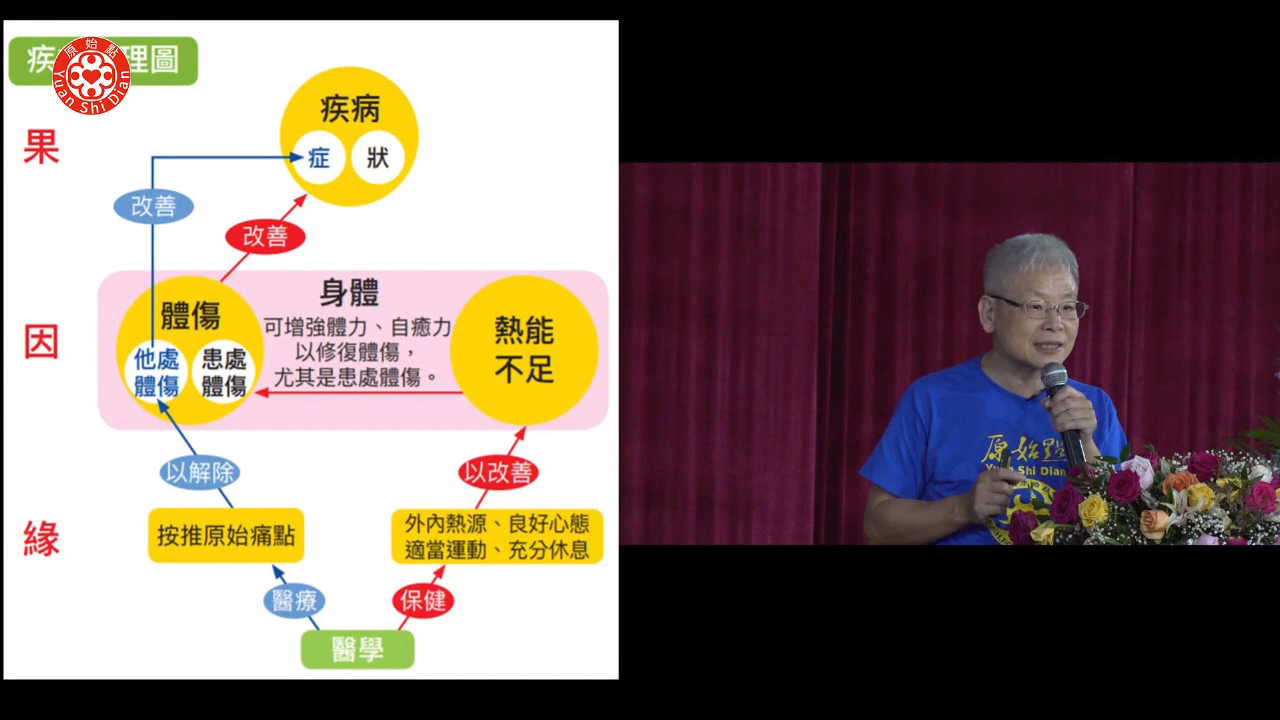 疾
理圖
原始點
Yuan Shi Dian
果
疾病
症
狀
改善
改善
因
體傷
他處
體傷
患處
體傷
身體
可增強體力、自癒力
以修復體傷，
尤其是患處體傷。
熱能
不足
以解除
以改善
緣
按推原始痛點
外內熱源、良好心態
適當運動、充分休息
醫療
保健
醫學
原始點
Yuan Shi Dian